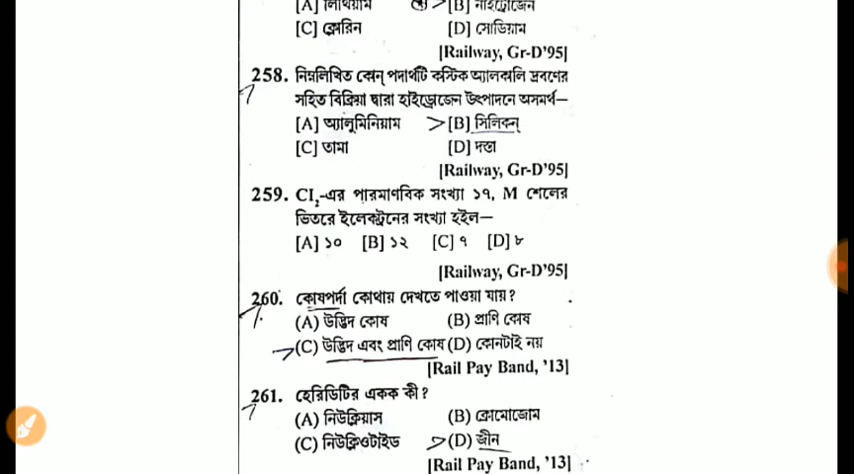 [A] লিথিয়াম [B] নাইট্রোজেন
[C] ক্লোরিন [D] সোডিয়াম
[Railway, Gr-D'95]
258. নিম্নলিখিত কোন্ পদার্থটি কস্টিক অ্যালকালি দ্রবণের
সহিত বিক্রিয়া দ্বারা হাইড্রোজেন উৎপাদনে অসমর্থ—
[A] অ্যালুমিনিয়াম [B] সিলিকন্
[C] তামা [D] দস্তা
[Railway, Gr-D'95]
259. CI₂-এর পারমাণবিক সংখ্যা ১৭, M শেলের
ভিতরে ইলেকট্রনের সংখ্যা হইল—
[A] ১০ [B] ১২ [C] ৭ [D] ৮
[Railway, Gr-D'95]
260. কোষপর্দা কোথায় দেখতে পাওয়া যায়?
(A) উদ্ভিদ কোষ (B) প্রাণি কোষ
(C) উদ্ভিদ এবং প্রাণি কোষ (D) কোনটাই নয়
[Rail Pay Band, '13]
261. হেরিডিটির একক কী?
(A) নিউক্লিয়াস (B) ক্রোমোজোম
(C) নিউক্লিওটাইড (D) জীন
[Rail Pay Band, '13]